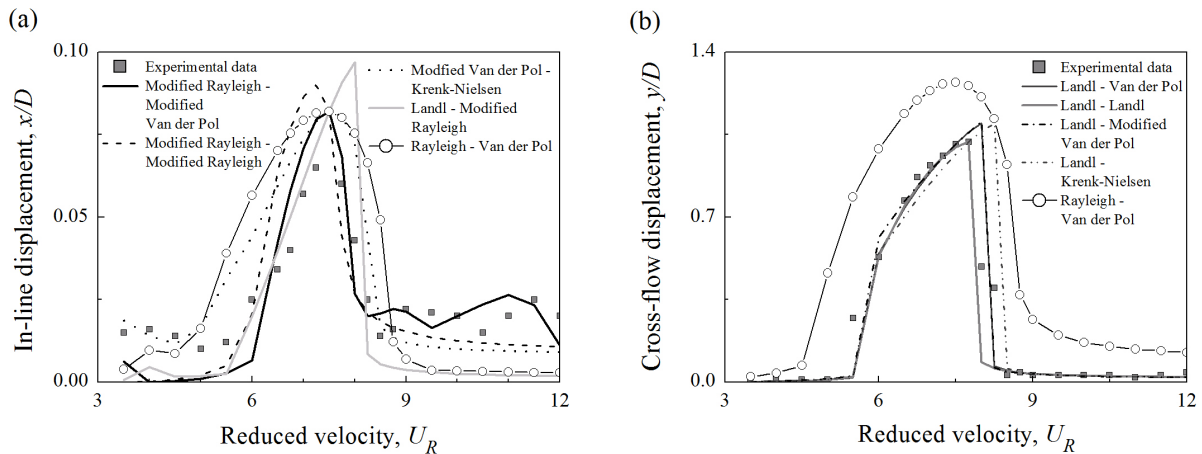 (a)
0.10
0.05
0.00
3
6
9
12
In-line displacement, x/D
Reduced velocity, U_R
Experimental data
Modified Rayleigh -
Modified
Van der Pol
Modified Rayleigh -
Modified Rayleigh
Modfied Van der Pol -
Krenk-Nielsen
Landl - Modified
Rayleigh
Rayleigh - Van der Pol
(b)
1.4
0.7
0.0
3
6
9
12
Cross-flow displacement, y/D
Reduced velocity, U_R
Experimental data
Landl - Van der Pol
Landl - Landl
Landl - Modified
Van der Pol
Landl -
Krenk-Nielsen
Rayleigh -
Van der Pol